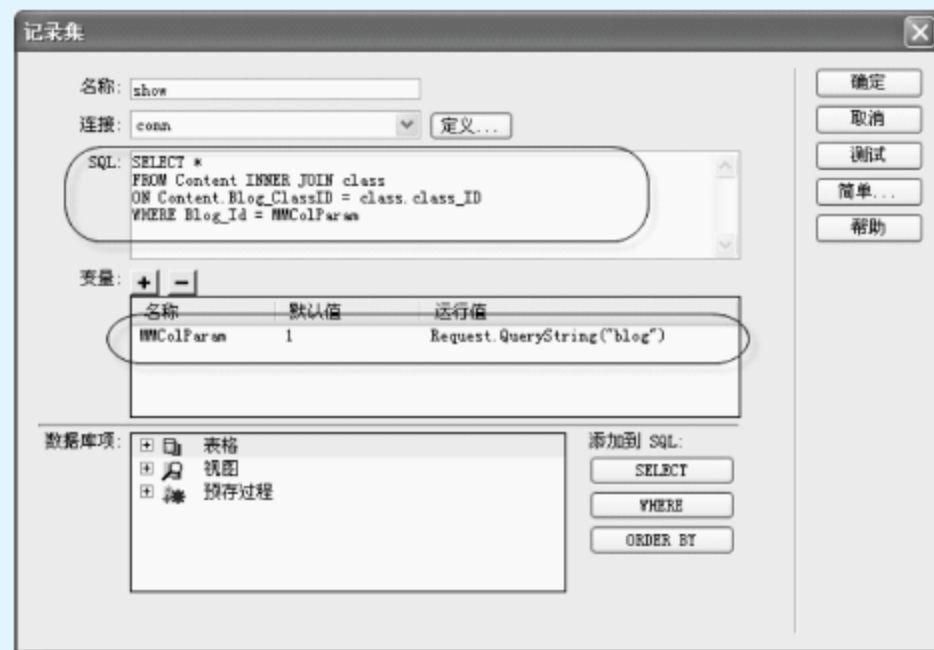 记录集
名称: show
确定
连接: conn 定义...
取消
SQL: SELECT *
FROM Content INNER JOIN class
ON Content.Blog_ClassID = class.class_ID
WHERE Blog_Id = MMColParam
测试
简单...
帮助
变量:
名称 默认值 运行值
MMColParam 1 Request.QueryString("blog")
数据库项:
表格
视图
预存过程
添加到 SQL:
SELECT
WHERE
ORDER BY